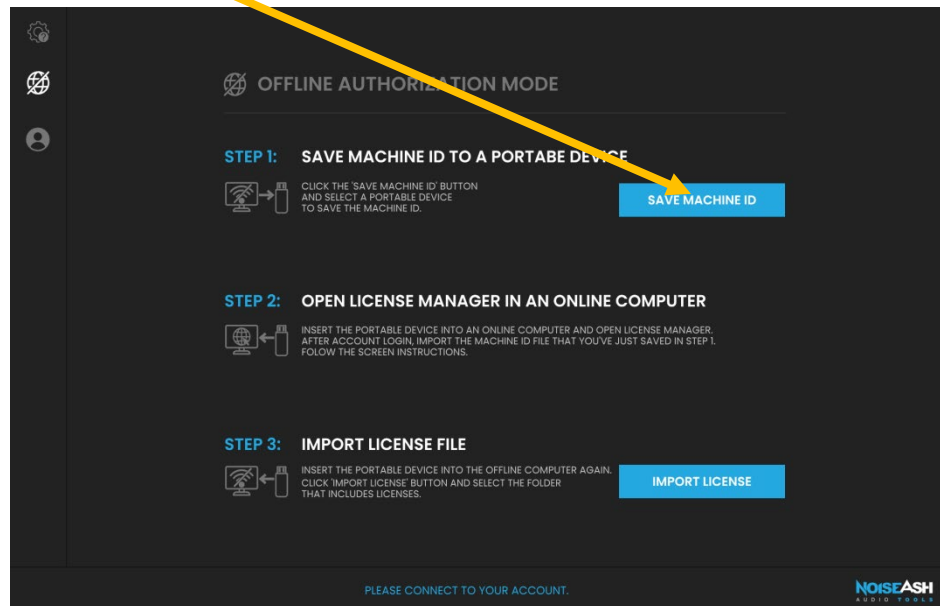 OFFLINE AUTHORIZATION MODE
STEP 1: SAVE MACHINE ID TO A PORTABE DEVICE
CLICK THE 'SAVE MACHINE ID' BUTTON
AND SELECT A PORTABLE DEVICE
TO SAVE THE MACHINE ID.
SAVE MACHINE ID
STEP 2: OPEN LICENSE MANAGER IN AN ONLINE COMPUTER
INSERT THE PORTABLE DEVICE INTO AN ONLINE COMPUTER AND OPEN LICENSE MANAGER.
AFTER ACCOUNT LOGIN, IMPORT THE MACHINE ID FILE THAT YOU'VE JUST SAVED IN STEP 1.
FOLOW THE SCREEN INSTRUCTIONS.
STEP 3: IMPORT LICENSE FILE
INSERT THE PORTABLE DEVICE INTO THE OFFLINE COMPUTER AGAIN.
CLICK 'IMPORT LICENSE' BUTTON AND SELECT THE FOLDER
THAT INCLUDES LICENSES.
IMPORT LICENSE
PLEASE CONNECT TO YOUR ACCOUNT.
NOISEASH
AUDIO TOOLS